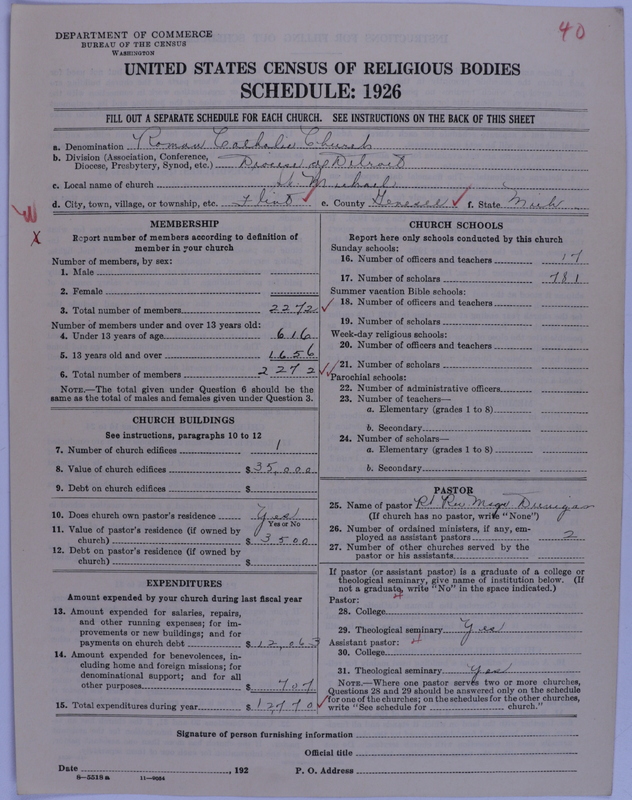 40
DEPARTMENT OF COMMERCE
BUREAU OF THE CENSUS
WASHINGTON
UNITED STATES CENSUS OF RELIGIOUS BODIES
SCHEDULE: 1926
FILL OUT A SEPARATE SCHEDULE FOR EACH CHURCH. SEE INSTRUCTIONS ON THE BACK OF THIS SHEET
a. Denomination Roman Catholic Church
b. Division (Association, Conference,
Diocese, Presbytery, Synod, etc.) Diocese of Detroit
c. Local name of church St. Michael
d. City, town, village, or township, etc. Flint e. County Genesee f. State Mich
MEMBERSHIP
Report number of members according to definition of
member in your church
Number of members, by sex:
1. Male
2. Female
3. Total number of members 2272
Number of members under and over 13 years old:
4. Under 13 years of age 616
5. 13 years old and over 1656
6. Total number of members 2272
NOTE.—The total given under Question 6 should be
same as the total of males and females given under Question 3.
CHURCH BUILDINGS
See instructions, paragraphs 10 to 12
7. Number of church edifices 1
8. Value of church edifices $ 35,000
9. Debt on church edifices $
10. Does church own pastor's residence Yes
Yes or No
11. Value of pastor's residence (if owned by
church) $ 3500
12. Debt on pastor's residence (if owned by
church) $
EXPENDITURES
Amount expended by your church during last fiscal year
13. Amount expended for salaries, repairs,
and other running expenses; for im-
provements or new buildings; and for
payments on church debt $ 12,063
14. Amount expended for benevolences, in-
cluding home and foreign missions; for
denominational support; and for all
other purposes $ 707
15. Total expenditures during year $ 12770
CHURCH SCHOOLS
Report here only schools conducted by this church
Sunday schools:
16. Number of officers and teachers 17
17. Number of scholars 781
Summer vacation Bible schools:
18. Number of officers and teachers
19. Number of scholars
Week-day religious schools:
20. Number of officers and teachers
21. Number of scholars
Parochial schools:
22. Number of administrative officers
23. Number of teachers—
a. Elementary (grades 1 to 8)
b. Secondary
24. Number of scholars—
a. Elementary (grades 1 to 8)
b. Secondary
PASTOR
25. Name of pastor Rt Rev Msgr Dunigan
(If church has no pastor, write "None")
26. Number of ordained ministers, if any, em-
ployed as assistant pastors 2
27. Number of other churches served by the
pastor or his assistants
If pastor (or assistant pastor) is a graduate of a college or
theological seminary, give name of institution below. (If
not a graduate, write "No" in the space indicated.)
Pastor:
28. College
29. Theological seminary Yes
Assistant pastor:
30. College
31. Theological seminary Yes
NOTE.—Where one pastor serves two or more churches,
Questions 28 and 29 should be answered only on the schedule
for one of the churches; on the schedules for the other churches,
write "See schedule for church."
Signature of person furnishing information
Official title
Date , 192 P. O. Address
8—5518a 11—9664